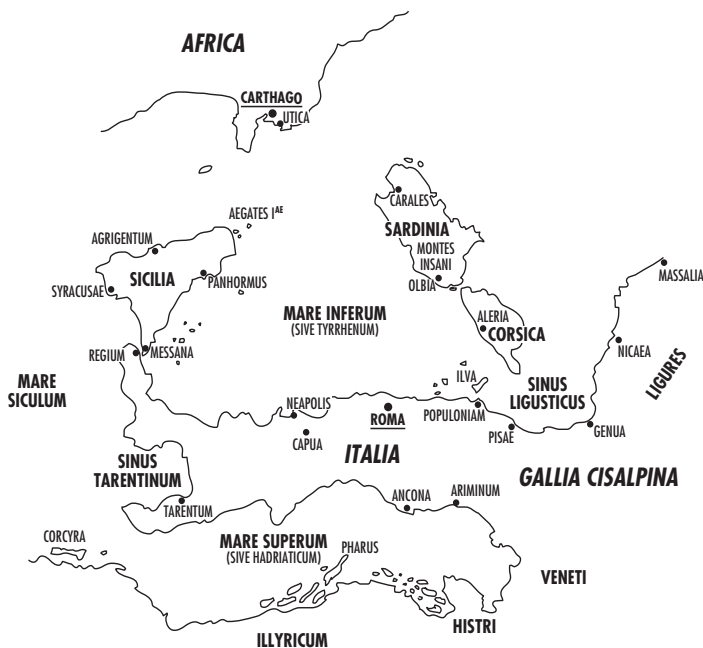 AFRICA
CARTHAGO
UTICA
CARALES
AEGATES Iᴬᴱ
SARDINIA
AGRIGENTUM
MONTES
INSANI
SICILIA
PANHORMUS
OLBIA
MASSALIA
SYRACUSAE
MARE INFERUM
(SIVE TYRRHENUM)
ALERIA
CORSICA
REGIUM
MESSANA
NICAEA
LIGURES
MARE
SICULUM
ILVA
SINUS
LIGUSTICUS
NEAPOLIS
ROMA
POPULONIAM
CAPUA
PISAE
GENUA
ITALIA
SINUS
TARENTINUM
GALLIA CISALPINA
TARENTUM
ANCONA
ARIMINUM
CORCYRA
MARE SUPERUM
(SIVE HADRIATICUM)
PHARUS
VENETI
HISTRI
ILLYRICUM